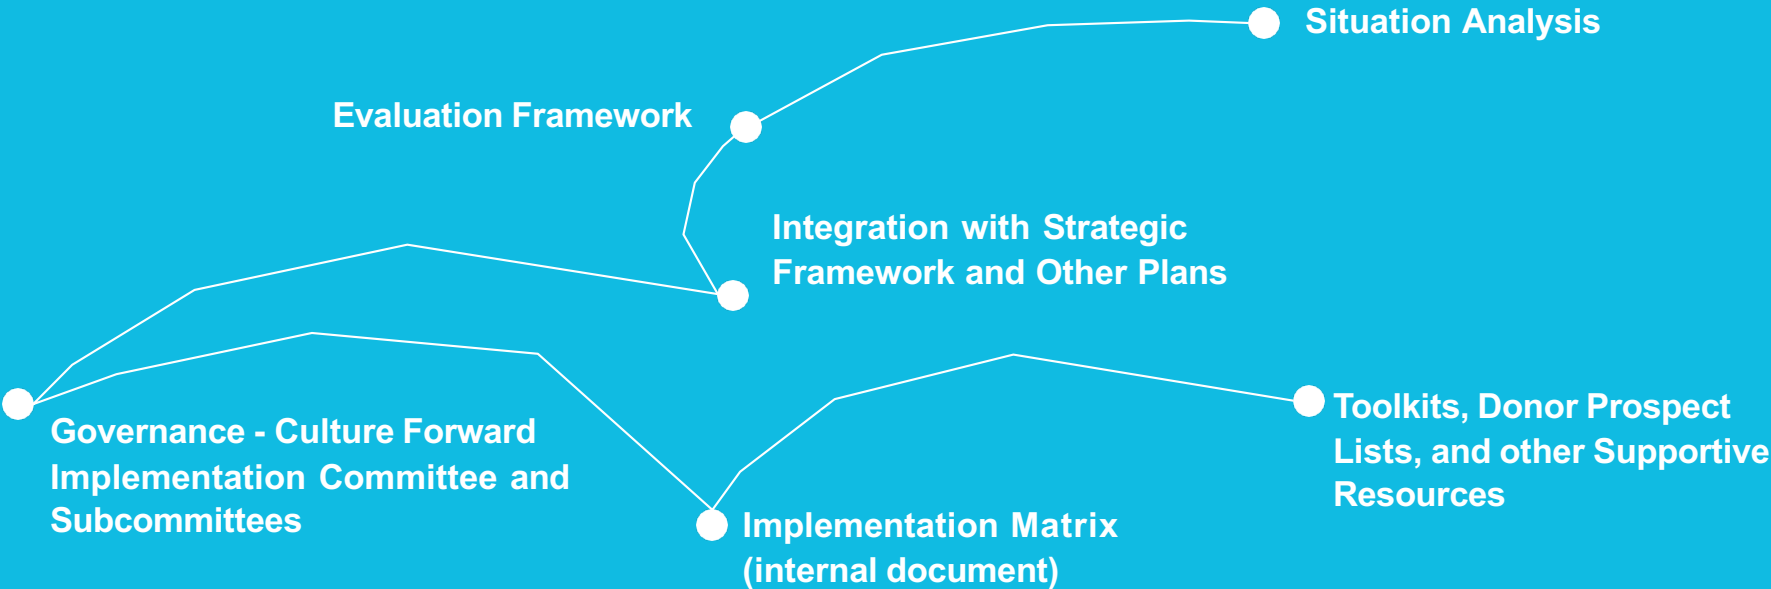 Situation Analysis
Evaluation Framework
Integration with Strategic
Framework and Other Plans
Governance - Culture Forward
Implementation Committee and
Subcommittees
Implementation Matrix
(internal document)
Toolkits, Donor Prospect
Lists, and other Supportive
Resources